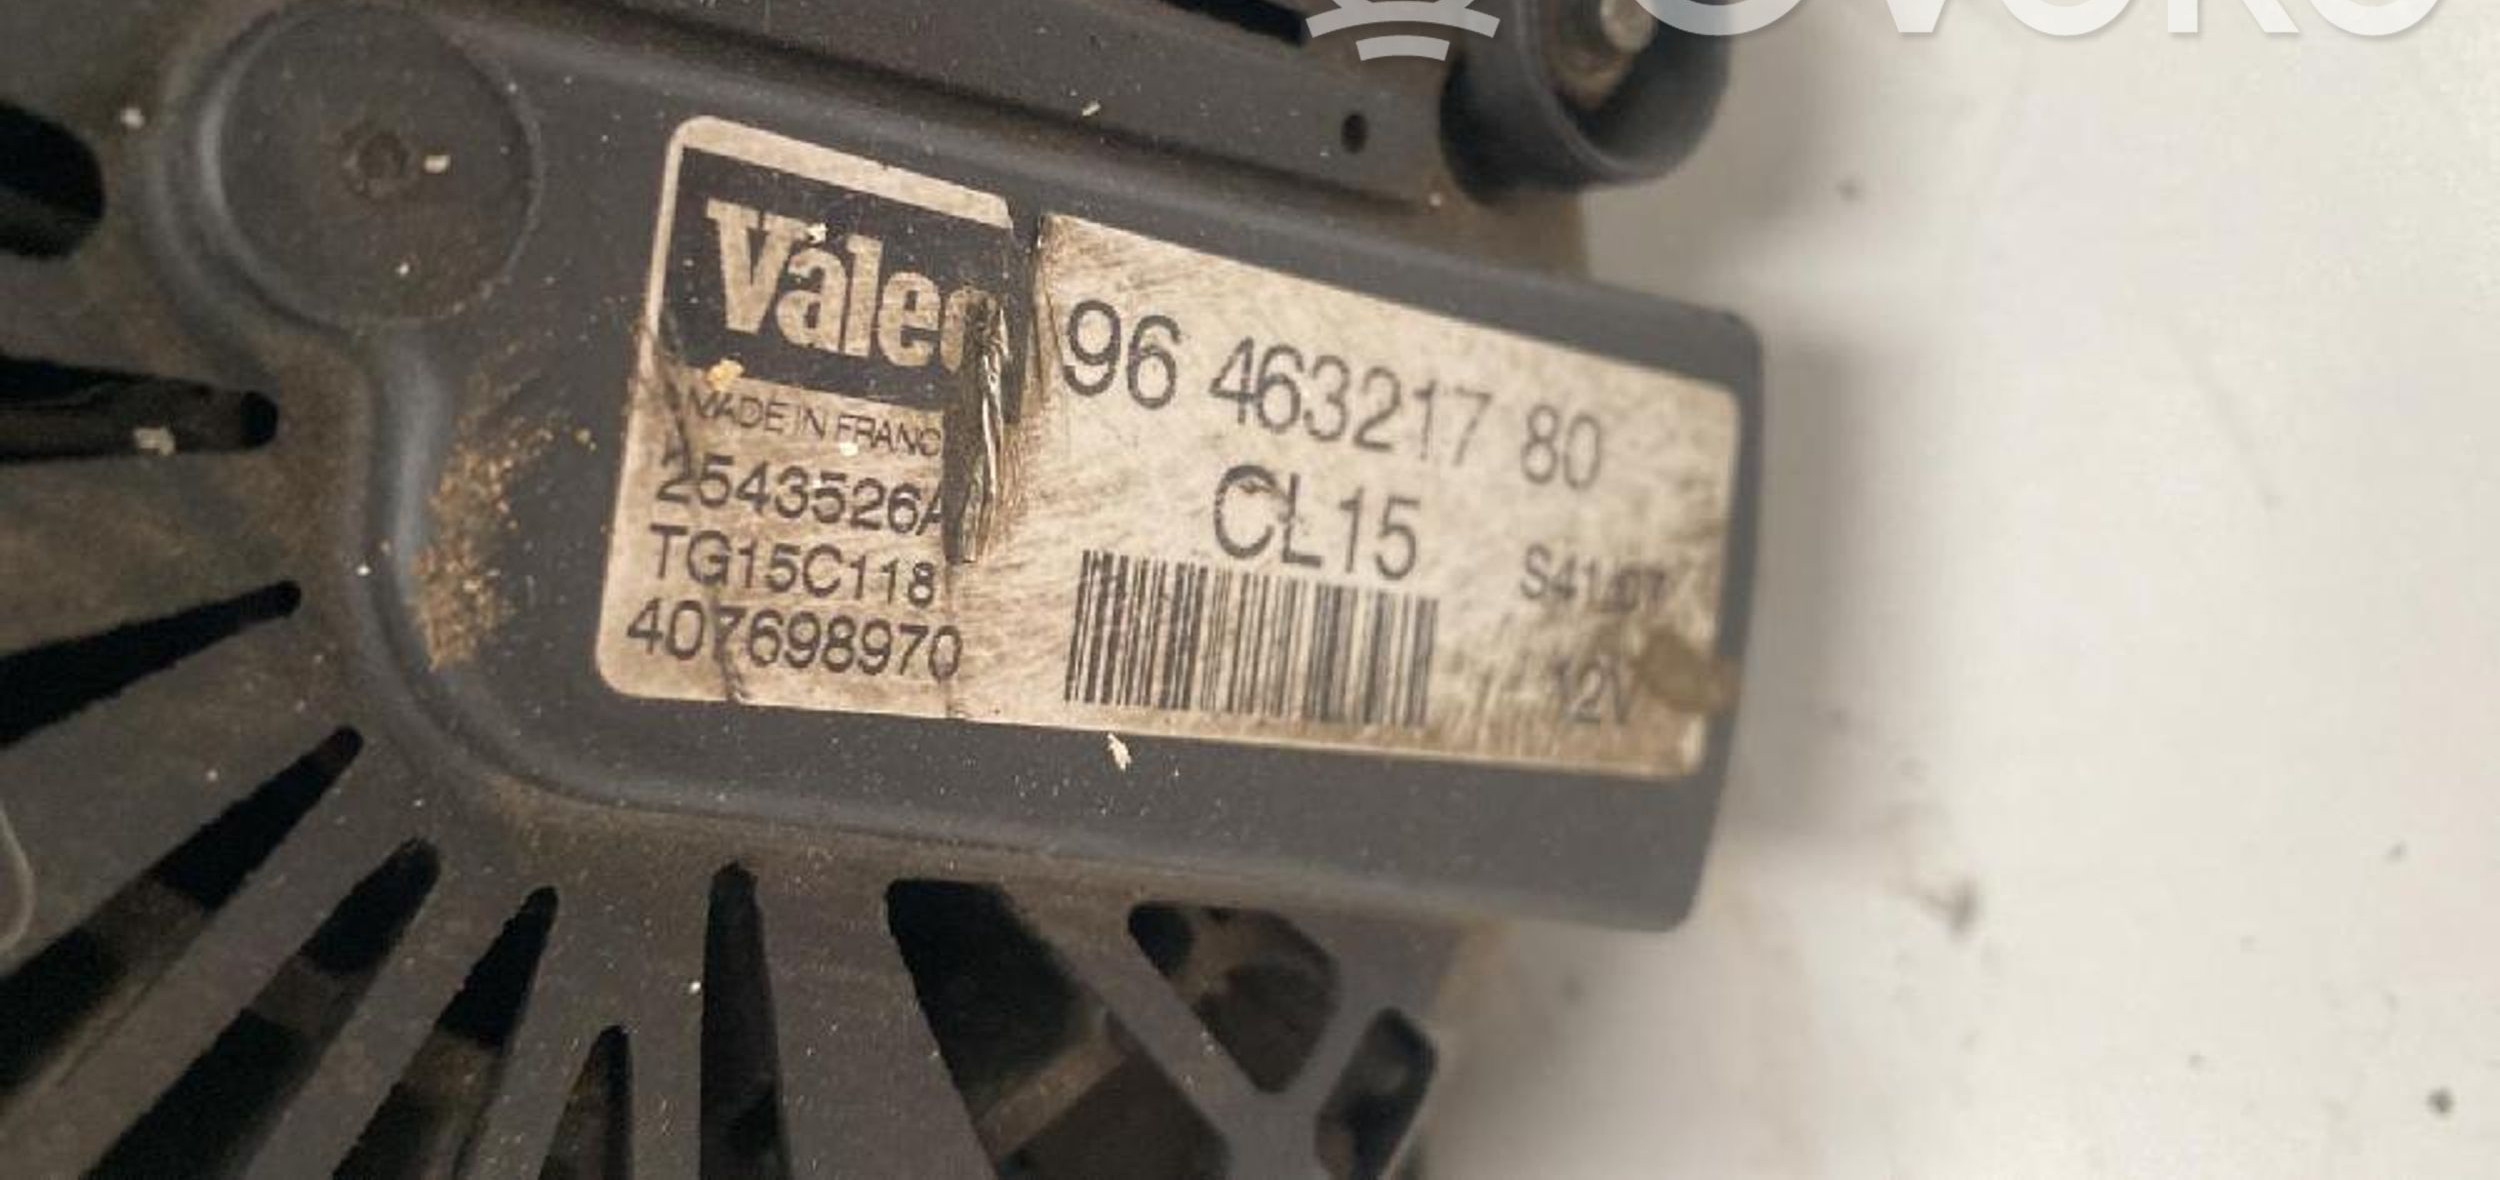 Valeo
MADE IN FRANC
2543526A
TG15C118
407698970
96 463217 80
CL15
12V